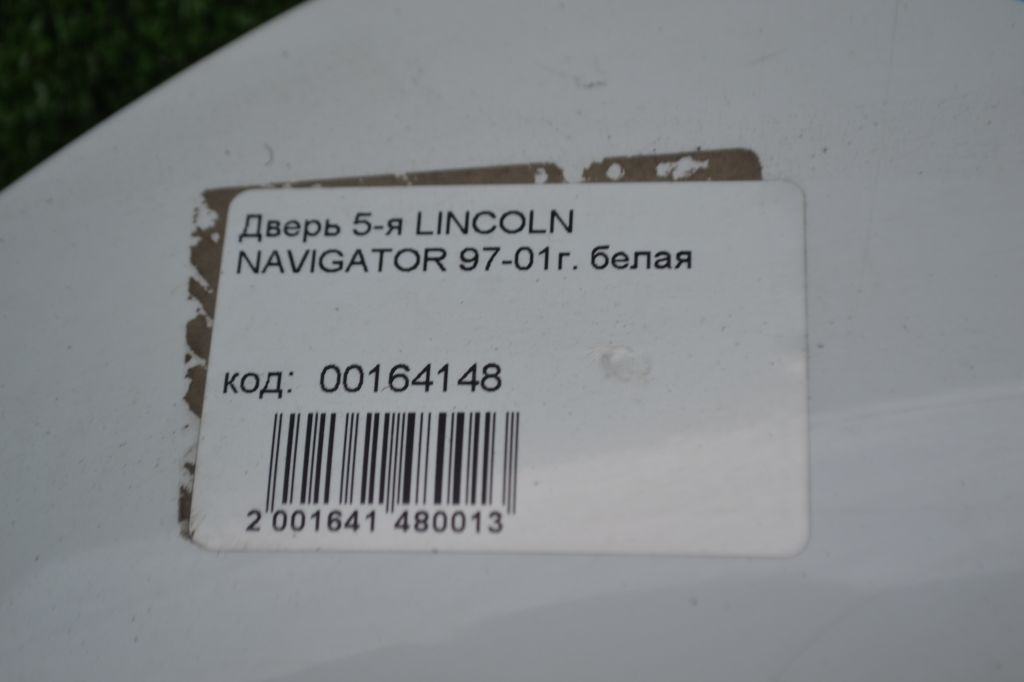 Дверь 5-я LINCOLN
NAVIGATOR 97-01г. белая
код: 00164148
2 001641 480013